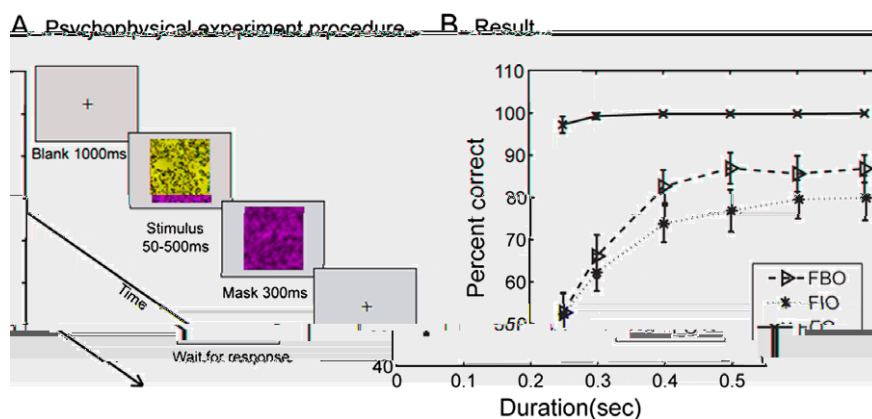 A Psychophysical experiment procedure
B Result
Blank 1000ms
Stimulus
50-500ms
Mask 300ms
Time
Wait for response
Percent correct
110
100
90
80
70
60
50
40
FBO
FIO
0 0.1 0.2 0.3 0.4 0.5
Duration(sec)